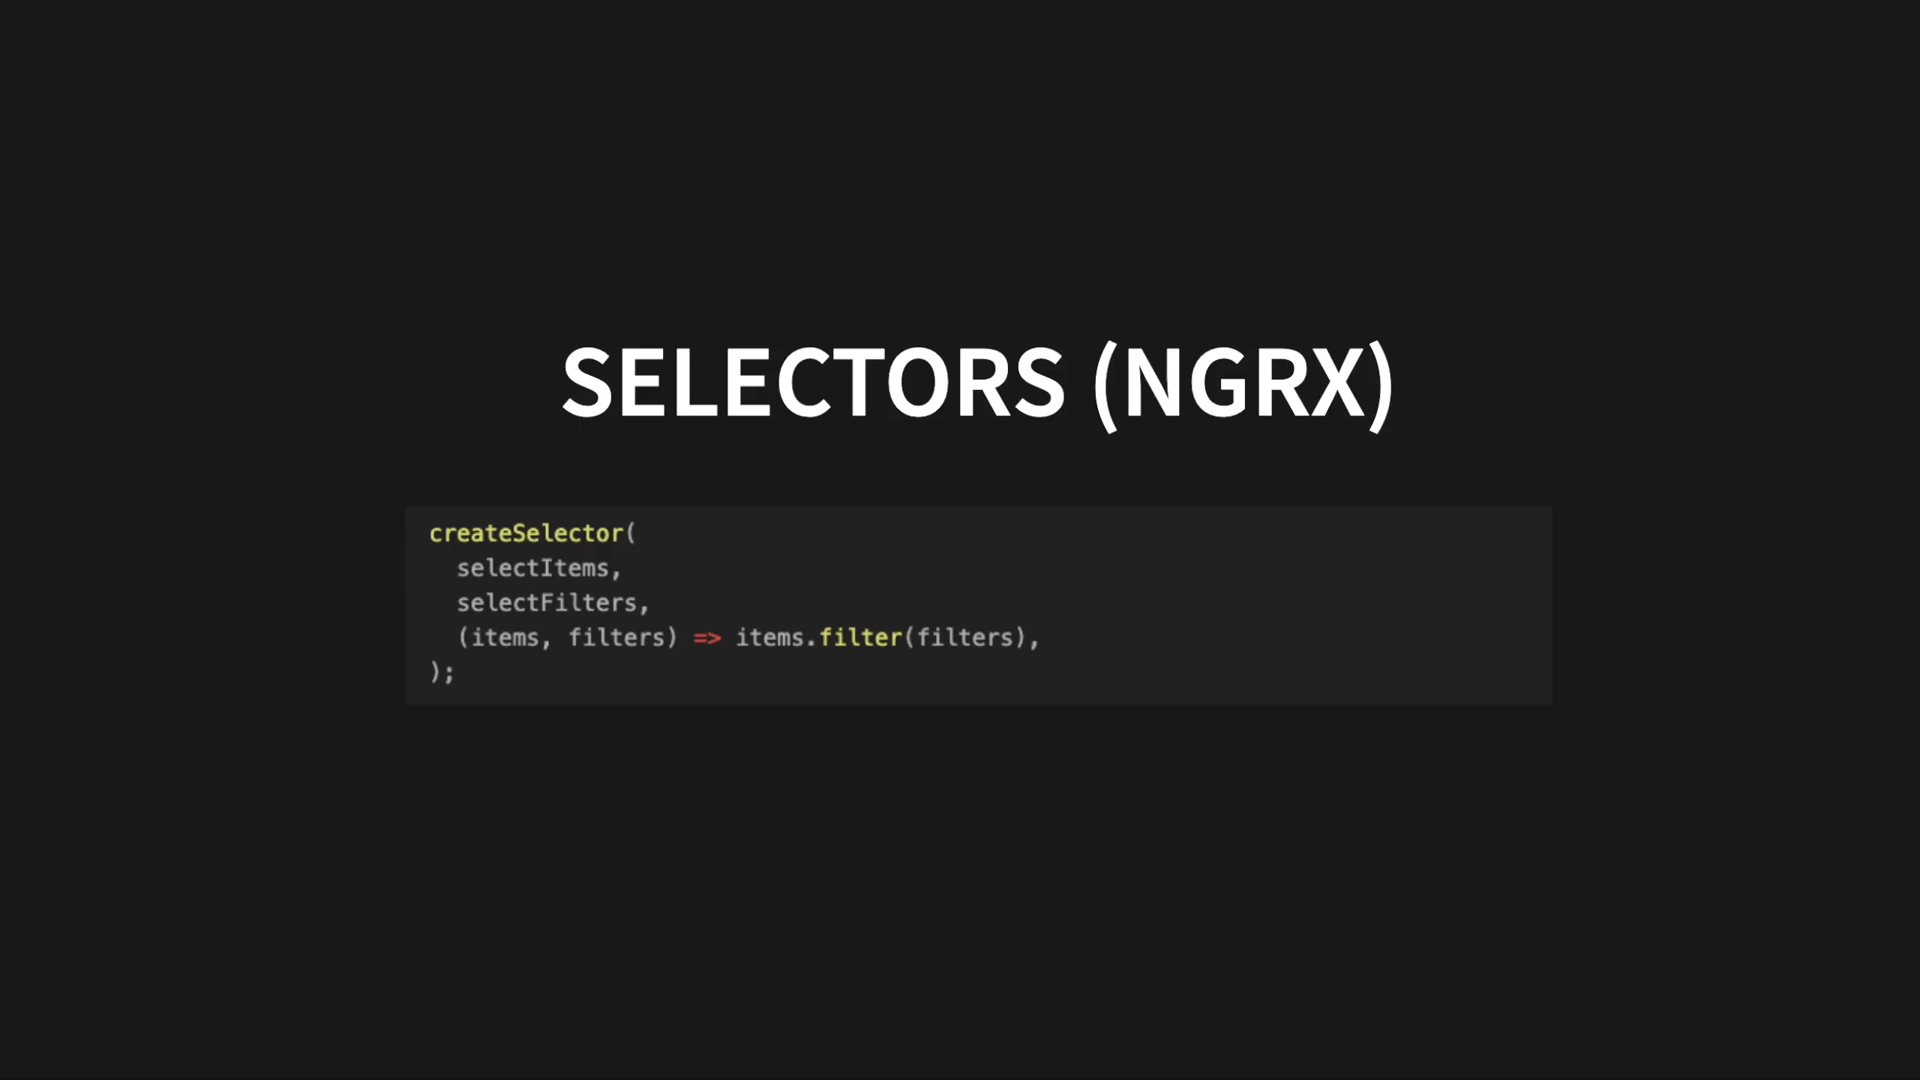 SELECTORS (NGRX)
createSelector(
  selectItems,
  selectFilters,
  (items, filters) => items.filter(filters),
);